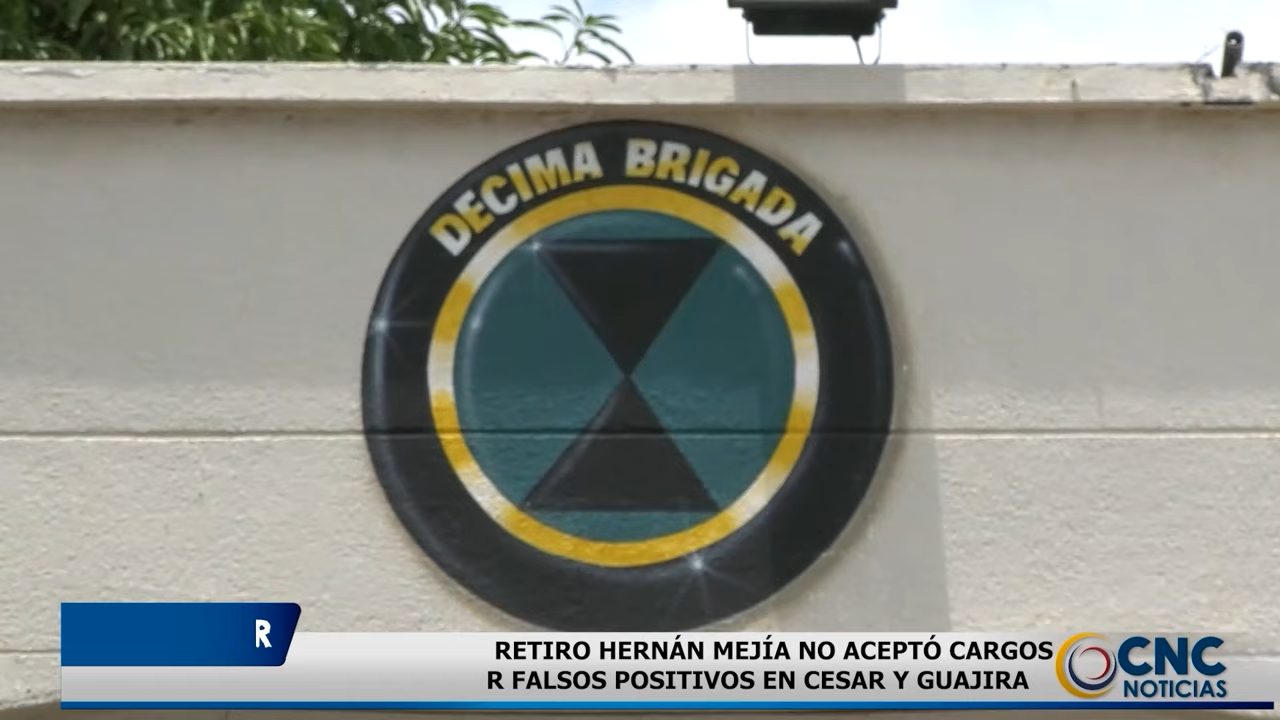 DECIMA BRIGADA
R
RETIRO HERNÁN MEJÍA NO ACEPTÓ CARGOS
R FALSOS POSITIVOS EN CESAR Y GUAJIRA
CNC
NOTICIAS